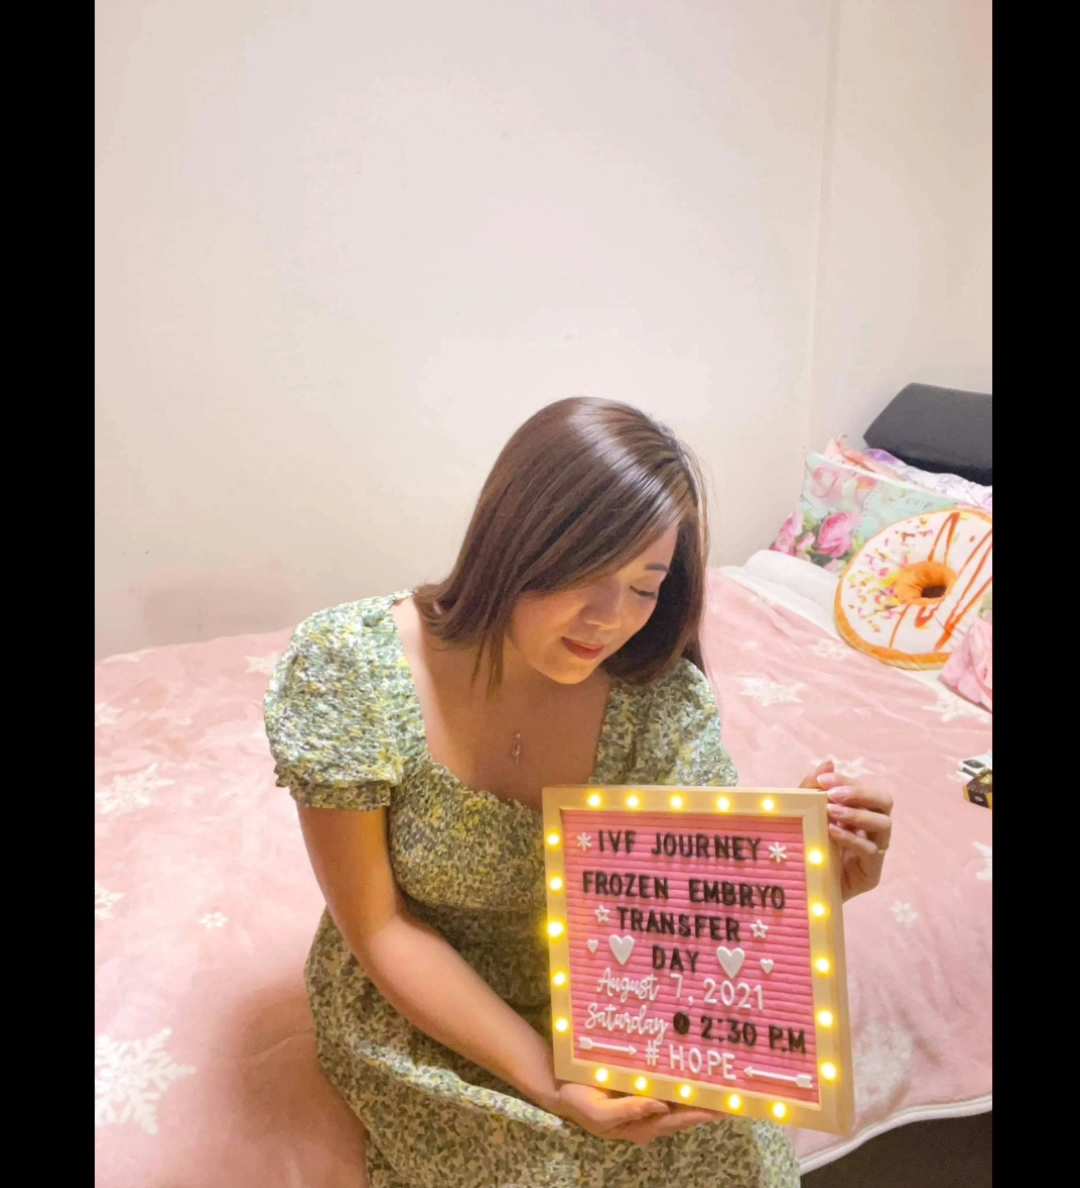 IVF JOURNEY
FROZEN EMBRYO
TRANSFER
DAY
August 7, 2021
Saturday @ 2:30 P.M
# HOPE